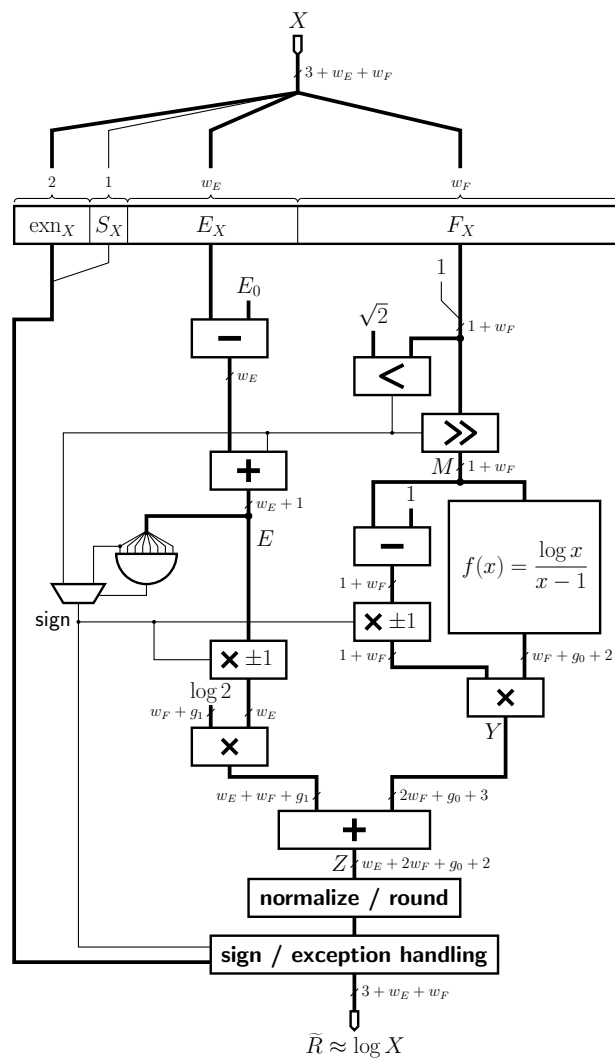 X
3 + w_E + w_F
2 1 w_E w_F
exn_X S_X E_X F_X
1
E_0
√2
1 + w_F
−
<
w_E
≫
+
M 1 + w_F
w_E + 1
1
E
−
f(x) = log x / x − 1
1 + w_F
sign
× ±1
× ±1
1 + w_F
w_F + g_0 + 2
log 2
w_F + g_1
w_E
×
Y
×
w_E + w_F + g_1
2w_F + g_0 + 3
+
Z w_E + 2w_F + g_0 + 2
normalize / round
sign / exception handling
3 + w_E + w_F
R̃ ≈ log X